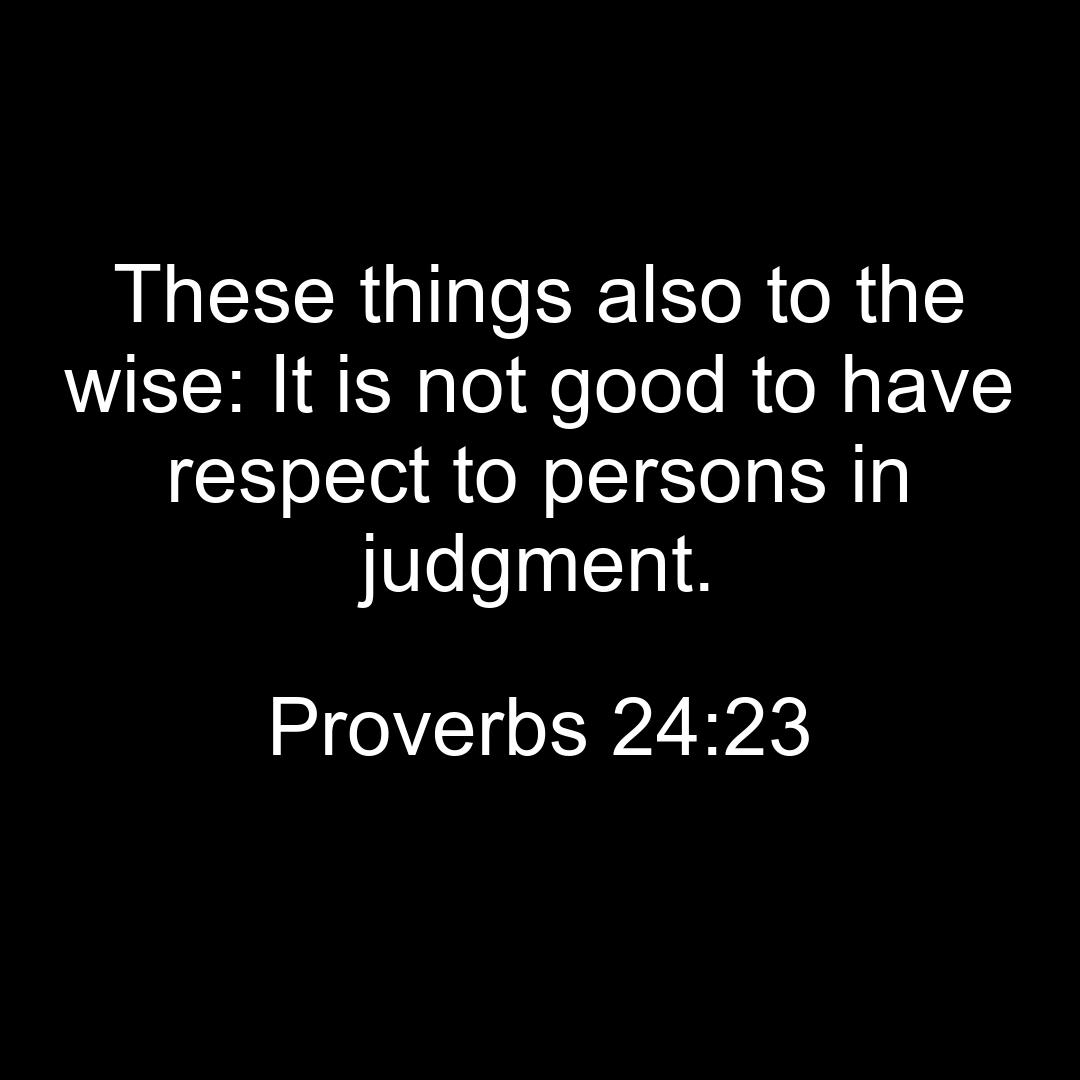 These things also to the
wise: It is not good to have
respect to persons in
judgment.
Proverbs 24:23